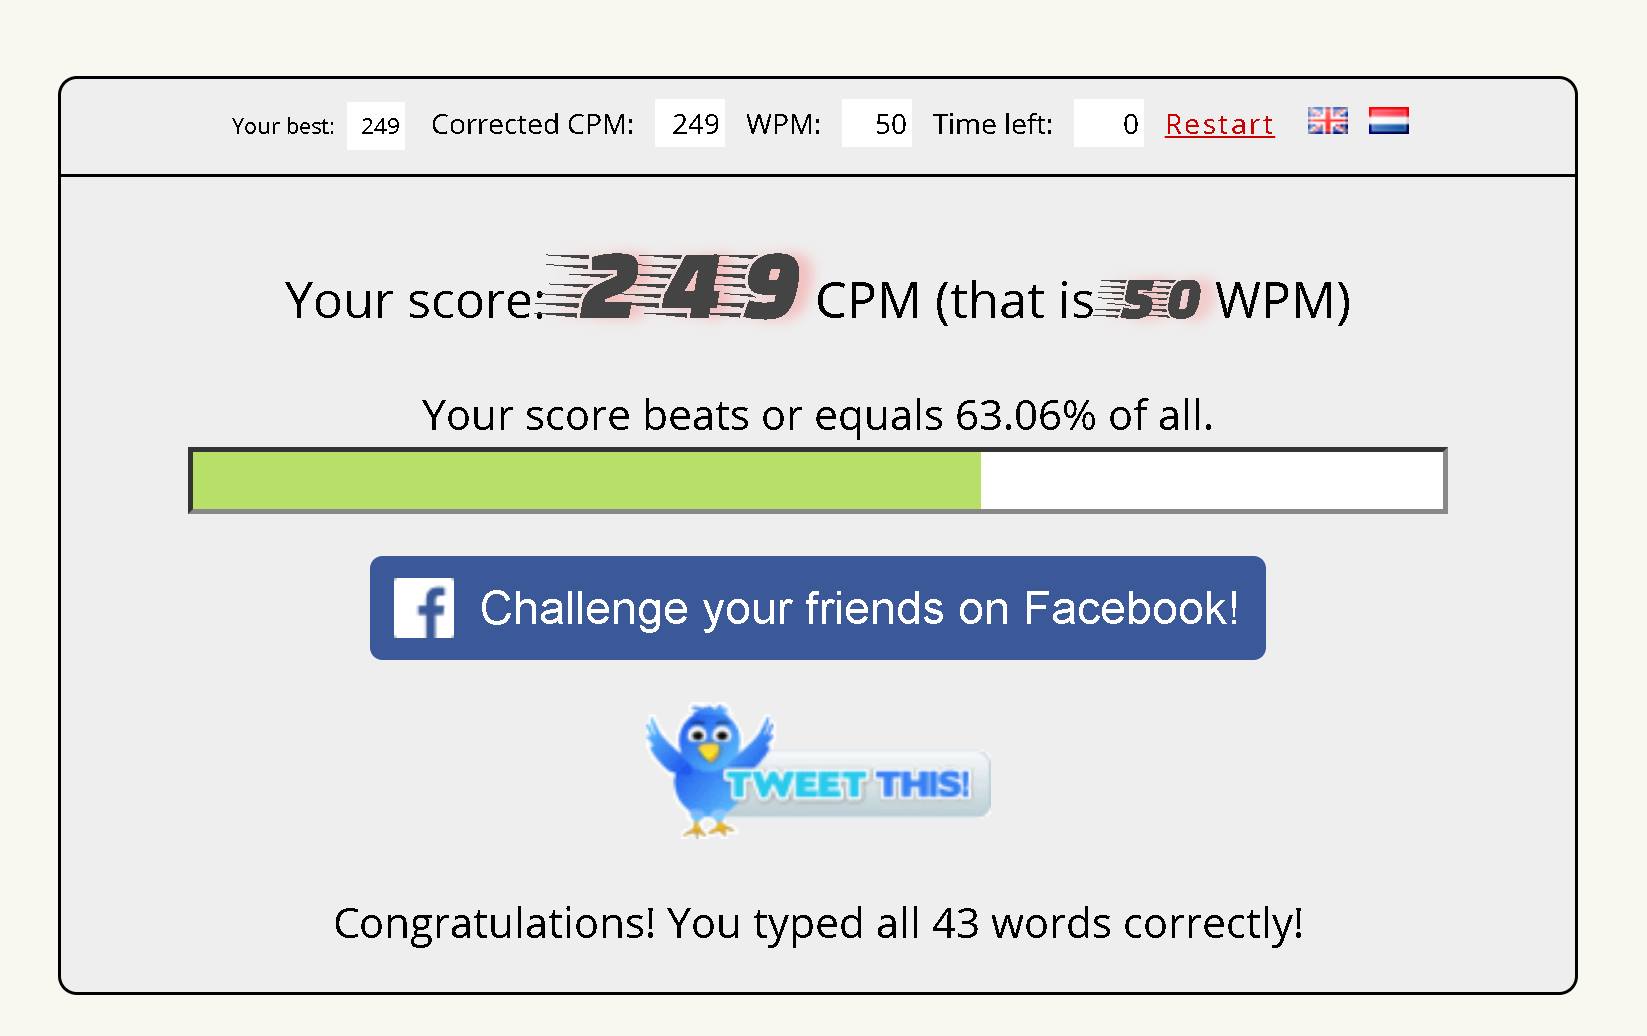 Your best: 249 Corrected CPM: 249 WPM: 50 Time left: 0 Restart
Your score: 249 CPM (that is 50 WPM)
Your score beats or equals 63.06% of all.
f Challenge your friends on Facebook!
TWEET THIS!
Congratulations! You typed all 43 words correctly!